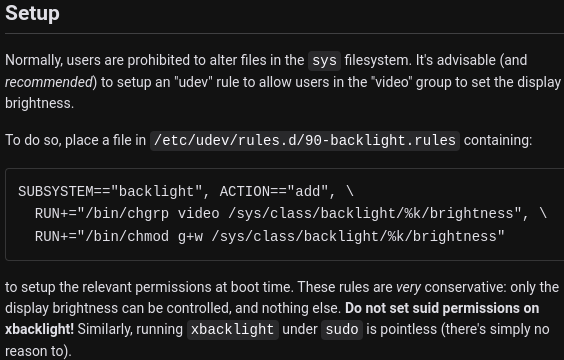 Setup
Normally, users are prohibited to alter files in the sys filesystem. It's advisable (and
recommended) to setup an "udev" rule to allow users in the "video" group to set the display
brightness.
To do so, place a file in /etc/udev/rules.d/90-backlight.rules containing:
SUBSYSTEM=="backlight", ACTION=="add", \
  RUN+="/bin/chgrp video /sys/class/backlight/%k/brightness", \
  RUN+="/bin/chmod g+w /sys/class/backlight/%k/brightness"
to setup the relevant permissions at boot time. These rules are very conservative: only the
display brightness can be controlled, and nothing else. Do not set suid permissions on
xbacklight! Similarly, running xbacklight under sudo is pointless (there's simply no
reason to).